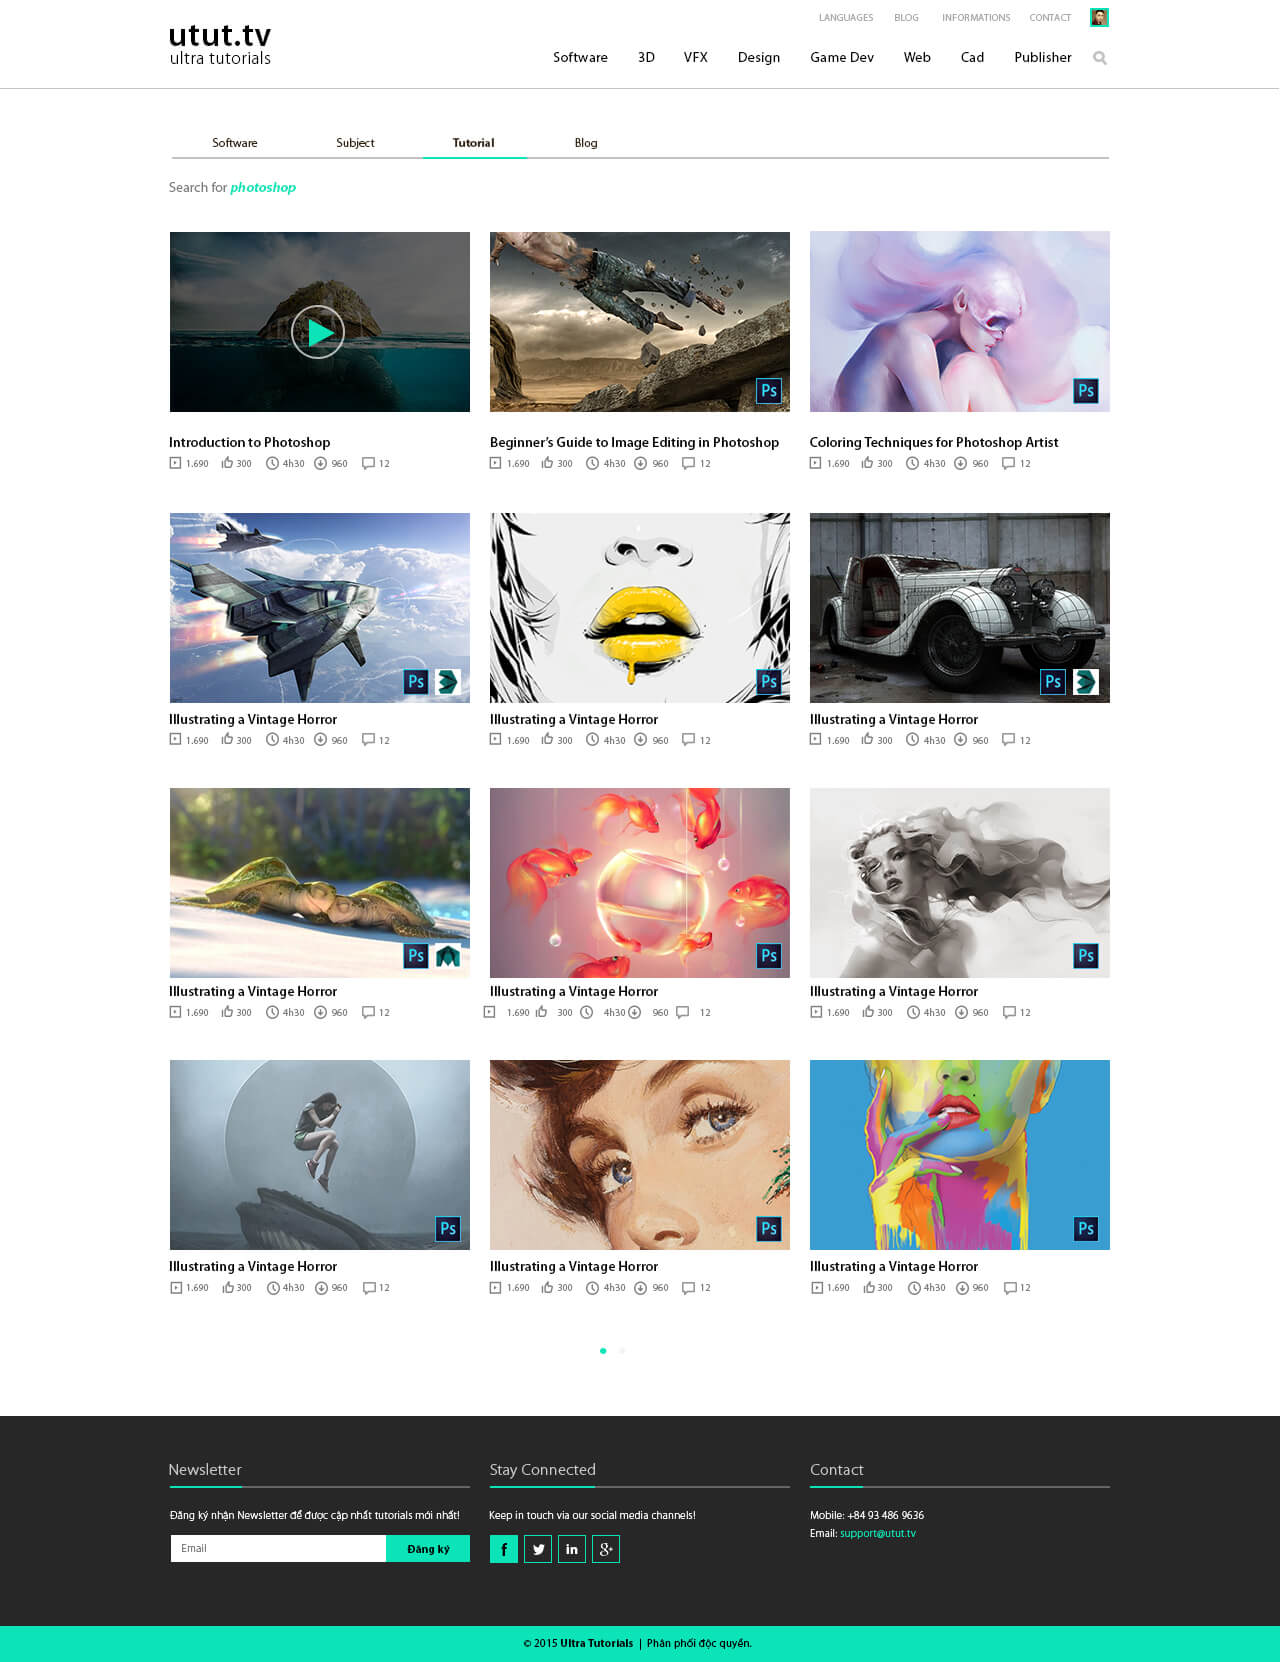 LANGUAGES BLOG INFORMATIONS CONTACT
utut.tv
ultra tutorials
Software 3D VFX Design Game Dev Web Cad Publisher
Software Subject Tutorial Blog
Search for photoshop
Ps
Ps
Introduction to Photoshop
Beginner's Guide to Image Editing in Photoshop
Coloring Techniques for Photoshop Artist
1.690 300 4h30 960 12
1.690 300 4h30 960 12
1.690 300 4h30 960 12
Ps
Ps
Ps
Illustrating a Vintage Horror
Illustrating a Vintage Horror
Illustrating a Vintage Horror
1.690 300 4h30 960 12
1.690 300 4h30 960 12
1.690 300 4h30 960 12
Ps
Ps
Ps
Illustrating a Vintage Horror
Illustrating a Vintage Horror
Illustrating a Vintage Horror
1.690 300 4h30 960 12
1.690 300 4h30 960 12
1.690 300 4h30 960 12
Ps
Ps
Ps
Illustrating a Vintage Horror
Illustrating a Vintage Horror
Illustrating a Vintage Horror
1.690 300 4h30 960 12
1.690 300 4h30 960 12
1.690 300 4h30 960 12
Newsletter
Đăng ký nhận Newsletter để được cập nhất tutorials mới nhất!
Email
Đăng ký
Stay Connected
Keep in touch via our social media channels!
f in g+
Contact
Mobile: +84 93 486 9636
Email: support@utut.tv
© 2015 Ultra Tutorials | Phân phối độc quyền.